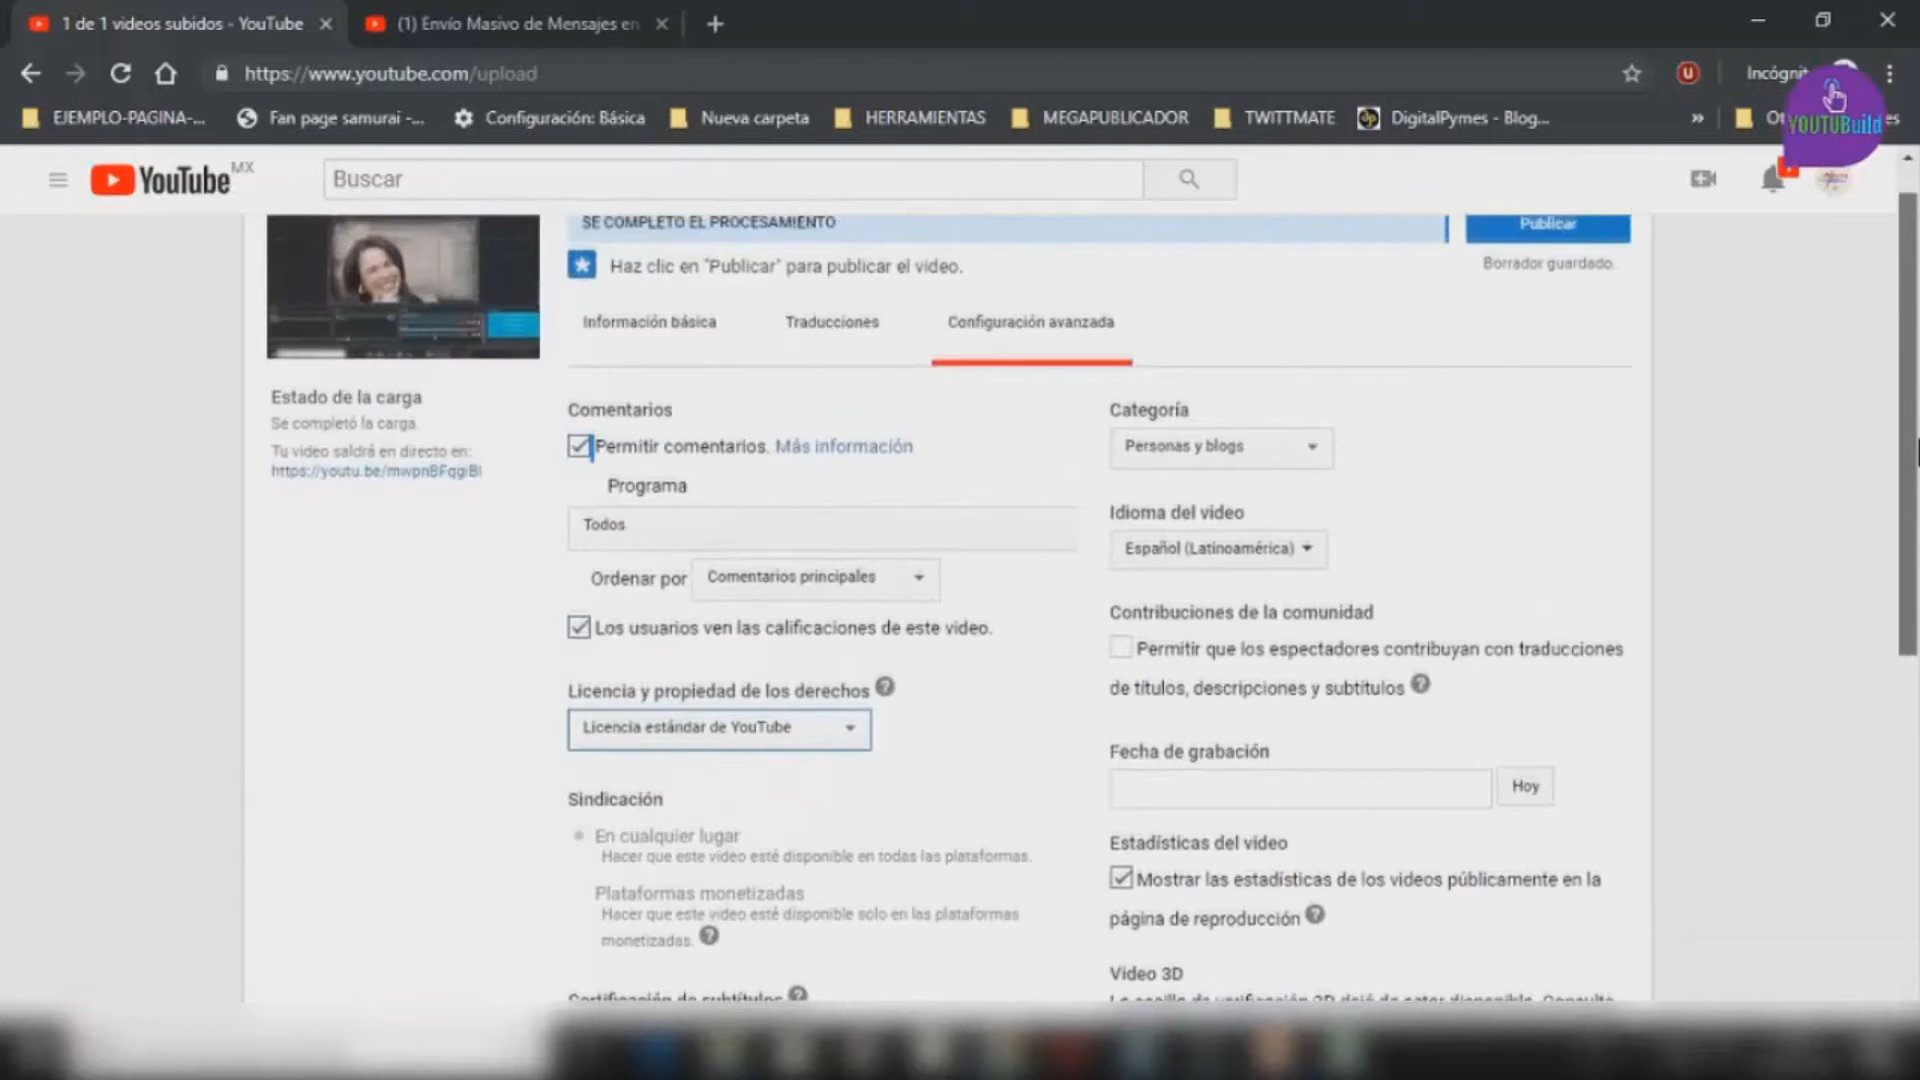 1 de 1 videos subidos - YouTube
(1) Envío Masivo de Mensajes en
https://www.youtube.com/upload
Incógnit
EJEMPLO-PAGINA-...
Fan page samurai -...
Configuración: Básica
Nueva carpeta
HERRAMIENTAS
MEGAPUBLICADOR
TWITTMATE
DigitalPymes - Blog...
»
YOUTUBuild
YouTube MX
Buscar
SE COMPLETÓ EL PROCESAMIENTO
Publicar
Haz clic en "Publicar" para publicar el video.
Borrador guardado.
Información básica
Traducciones
Configuración avanzada
Estado de la carga
Se completó la carga.
Tu video saldrá en directo en:
Comentarios
Permitir comentarios. Más información
Programa
Todos
Ordenar por Comentarios principales
Los usuarios ven las calificaciones de este video.
Licencia y propiedad de los derechos
Licencia estándar de YouTube
Sindicación
En cualquier lugar
Hacer que este video esté disponible en todas las plataformas.
Plataformas monetizadas
Hacer que este video esté disponible solo en las plataformas
monetizadas.
Certificación de subtítulos
Categoría
Personas y blogs
Idioma del video
Español (Latinoamérica)
Contribuciones de la comunidad
Permitir que los espectadores contribuyan con traducciones
de títulos, descripciones y subtítulos
Fecha de grabación
Hoy
Estadísticas del video
Mostrar las estadísticas de los videos públicamente en la
página de reproducción
Video 3D